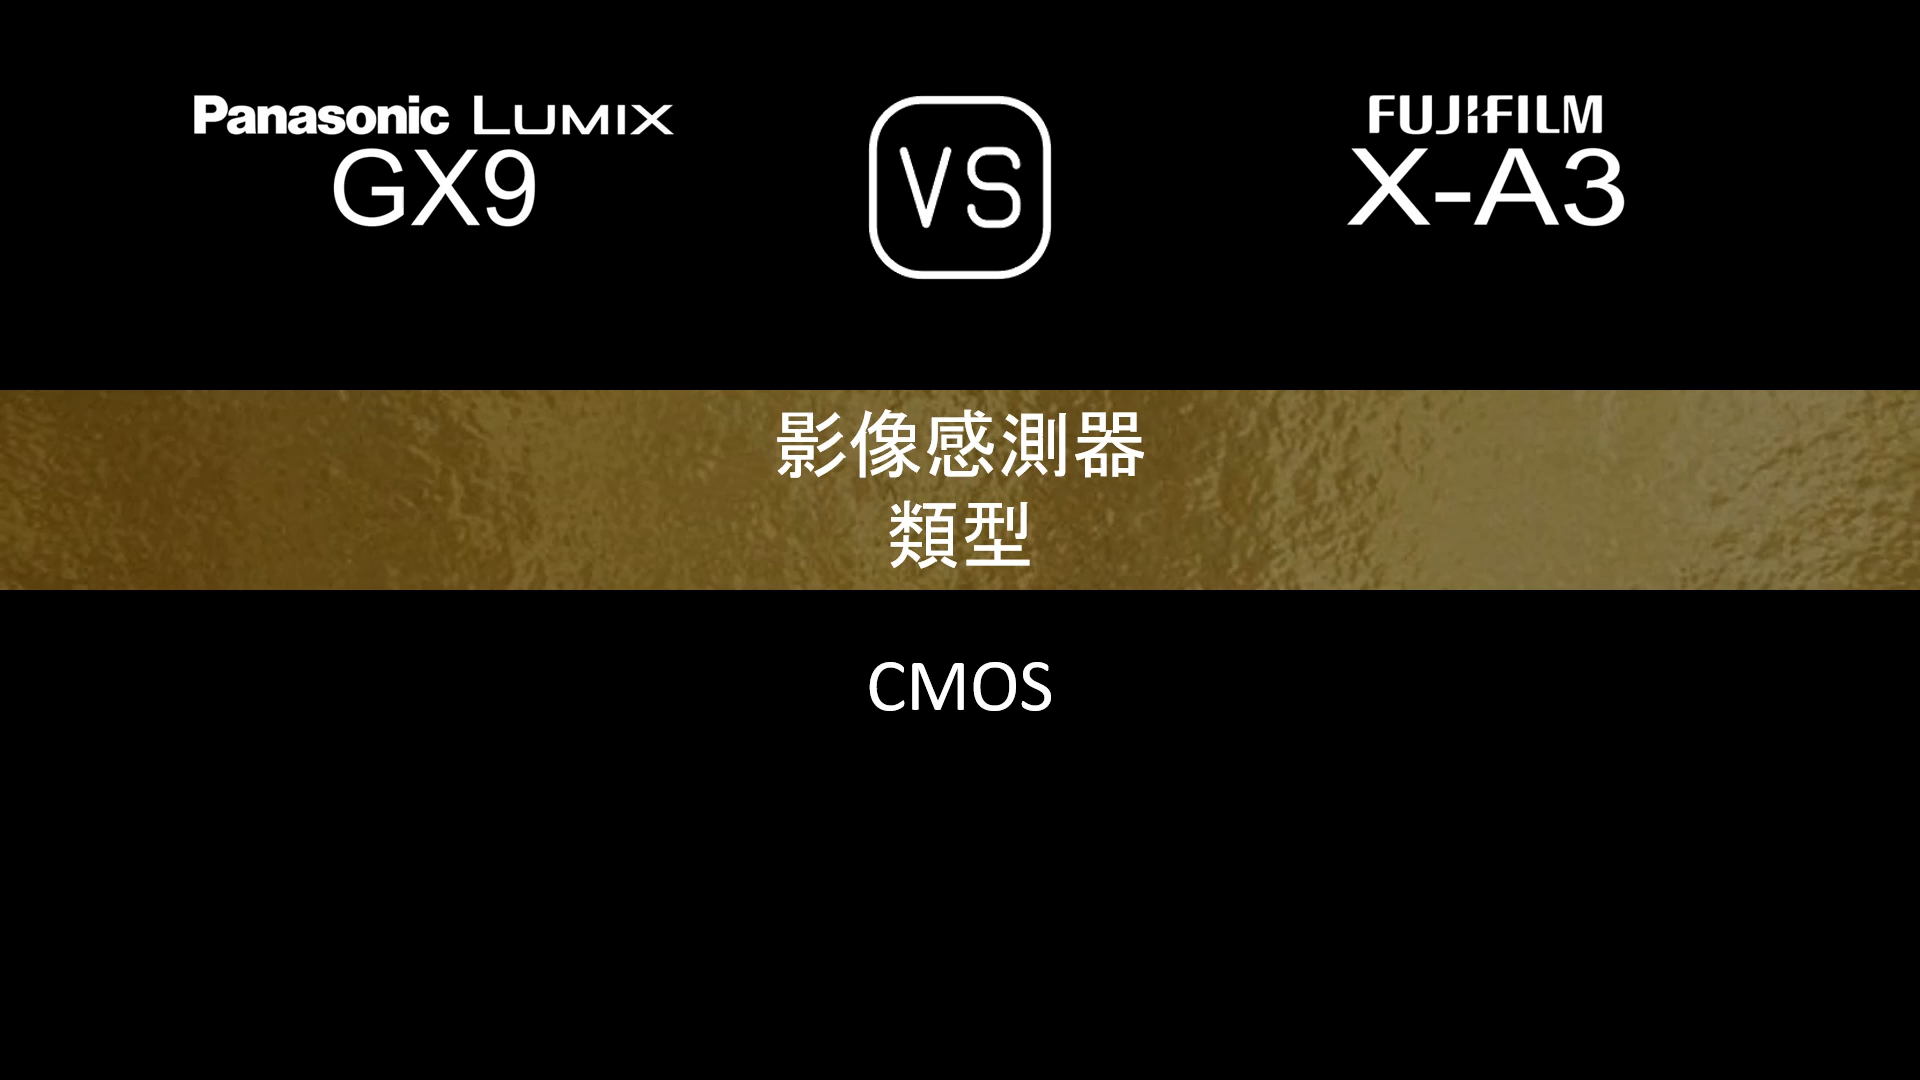 Panasonic LUMIX
GX9
VS
FUJIFILM
X-A3
影像感測器
類型
CMOS